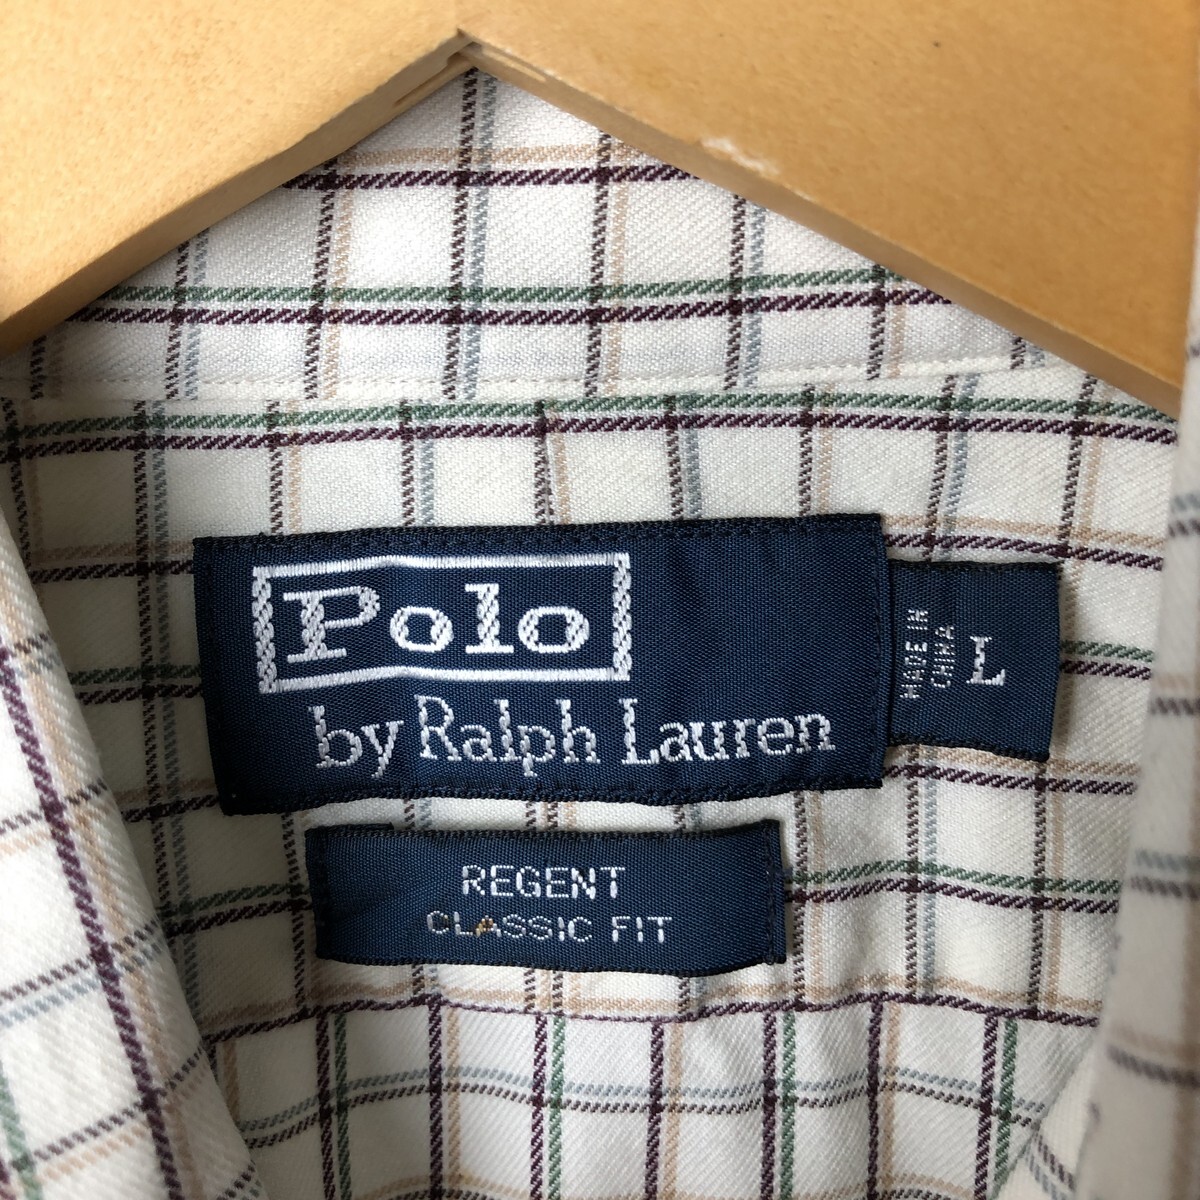 Polo
by Ralph Lauren
MADE IN
CHINA
L
REGENT
CLASSIC FIT